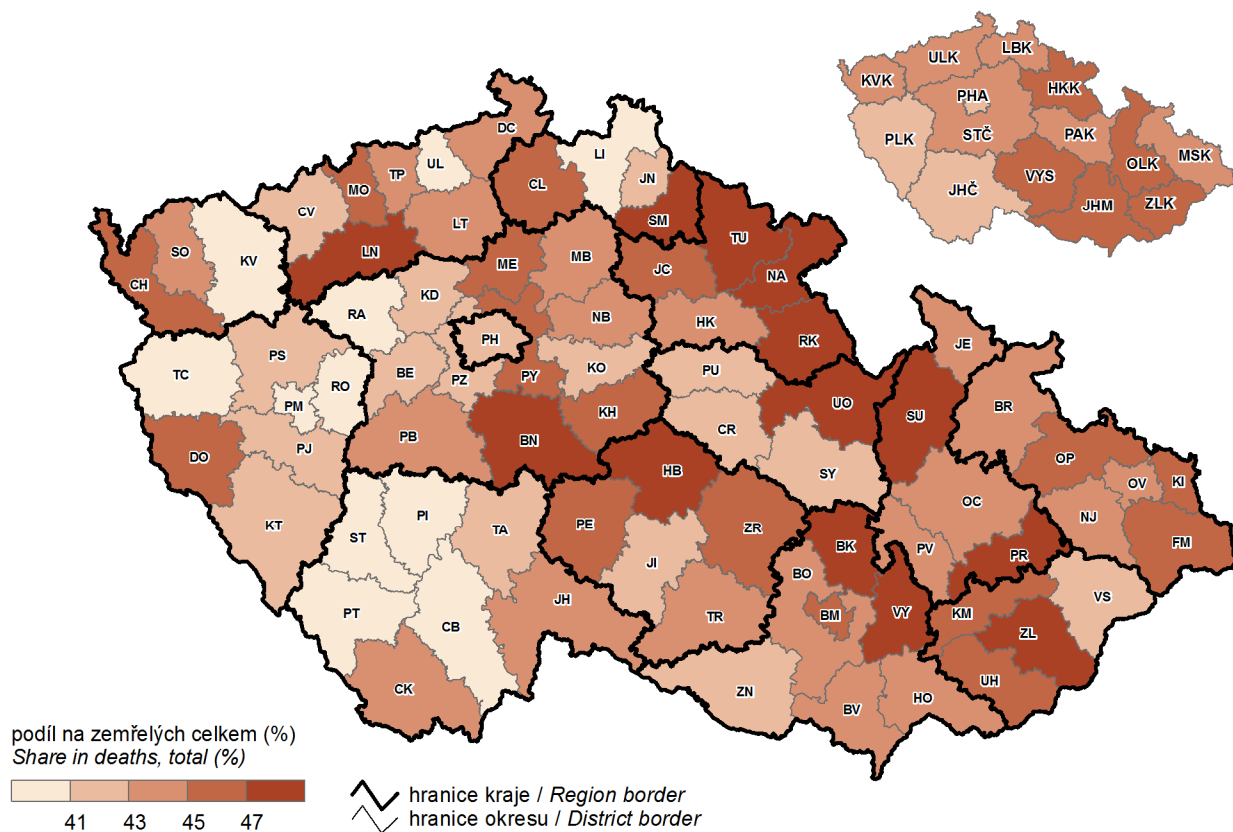 LBK
ULK
KVK
HKK
PHA
PLK
STČ
PAK
MSK
OLK
VYS
JHČ
JHM
ZLK
DC
UL
LI
TP
JN
MO
CL
CV
SM
LT
TU
SO
LN
KV
ME
MB
JC
NA
CH
KD
RA
NB
HK
PH
RK
JE
PS
TC
BE
PZ
KO
PU
RO
PY
PM
KH
UO
SU
BR
CR
PB
BN
PJ
DO
HB
OP
SY
KI
OV
OC
NJ
PI
TA
KT
PE
ZR
ST
FM
BK
PV
PR
JI
BO
VS
JH
PT
TR
BM
VY
KM
CB
ZL
CK
ZN
UH
HO
BV
podíl na zemřelých celkem (%)
Share in deaths, total (%)
41 43 45 47
hranice kraje / Region border
hranice okresu / District border